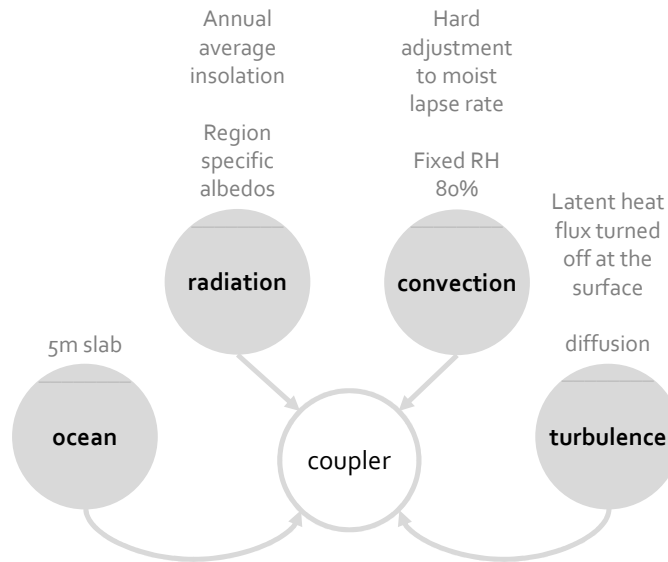 Annual
average
insolation
Region
specific
albedos
radiation
Hard
adjustment
to moist
lapse rate
Fixed RH
80%
convection
Latent heat
flux turned
off at the
surface
diffusion
turbulence
5m slab
ocean
coupler